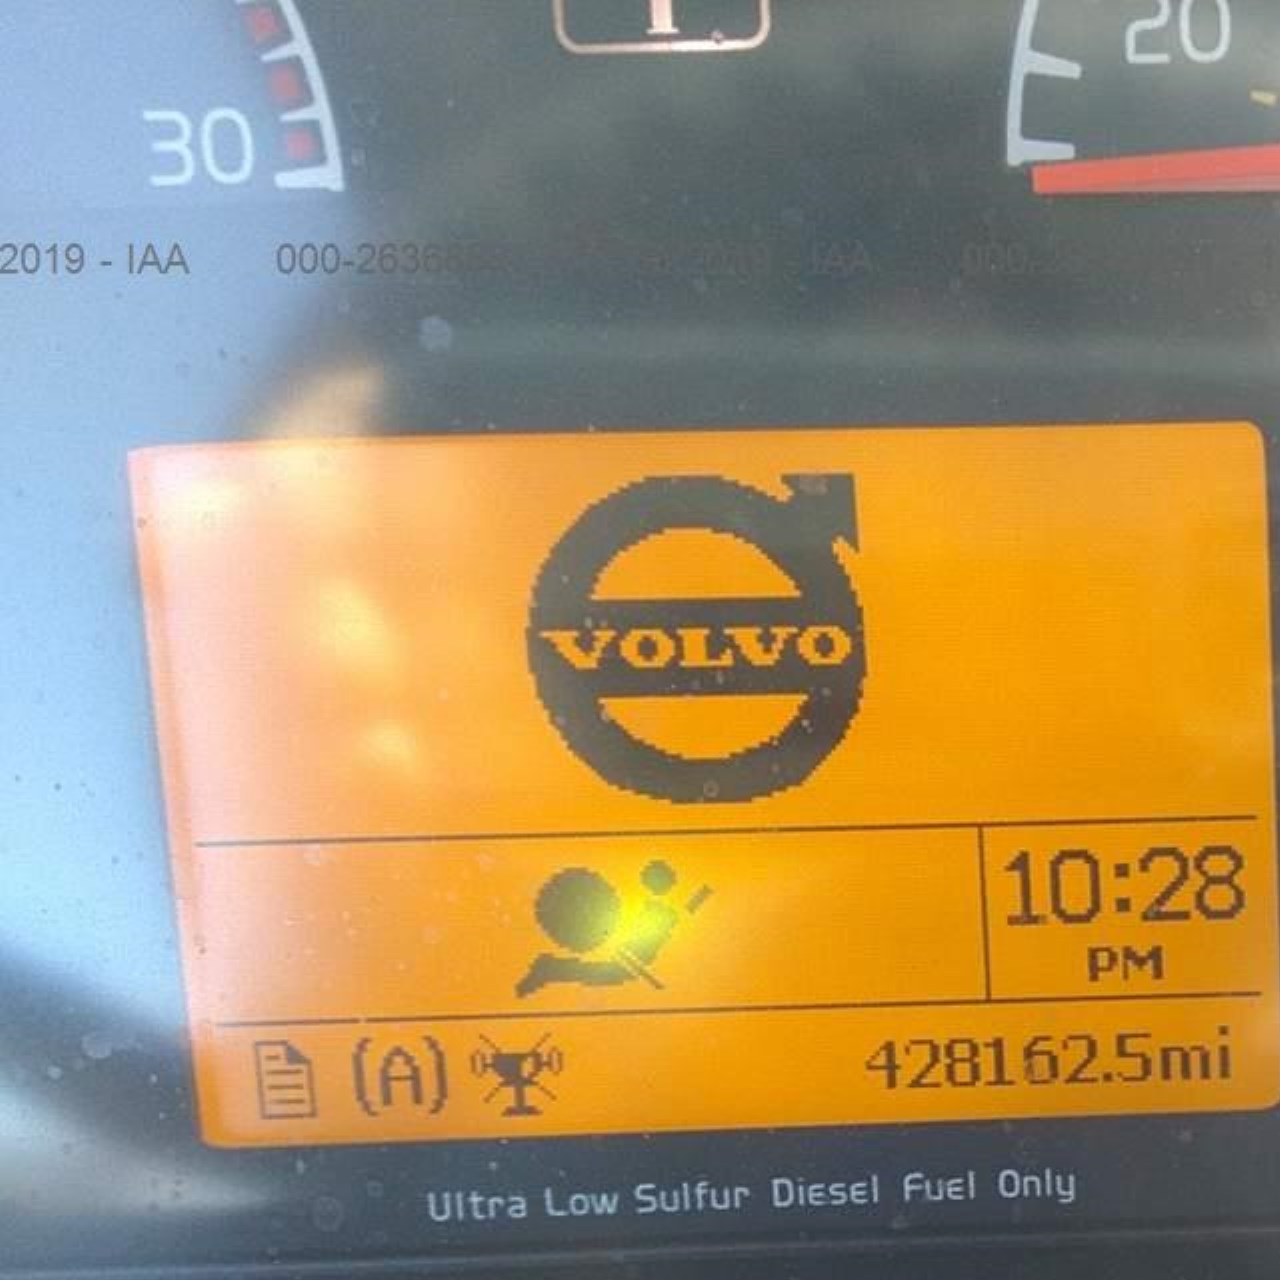 20
30
2019 - IAA
VOLVO
10:28
PM
(A)
428162.5mi
Ultra Low Sulfur Diesel Fuel Only